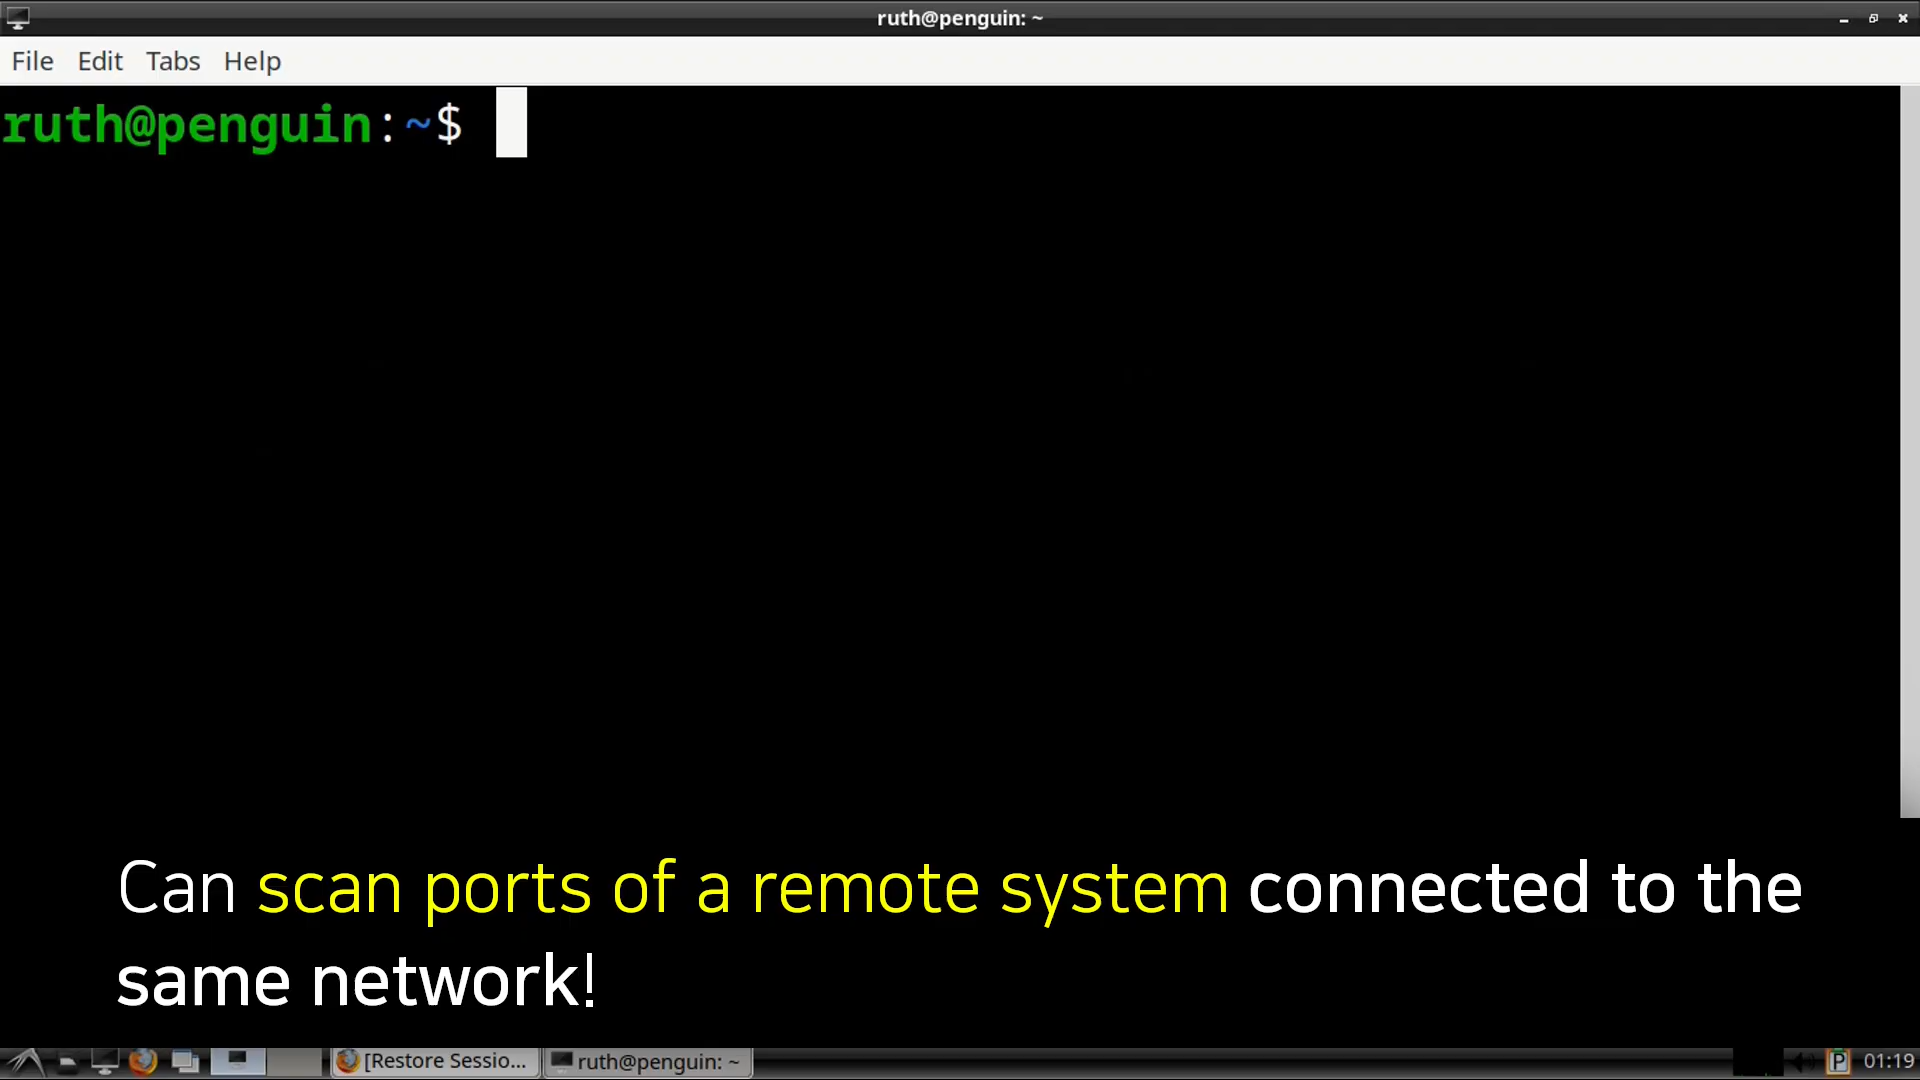 ruth@penguin: ~
File Edit Tabs Help
ruth@penguin:~$
Can scan ports of a remote system connected to the
same network!
[Restore Sessio... ruth@penguin: ~ P 01:19